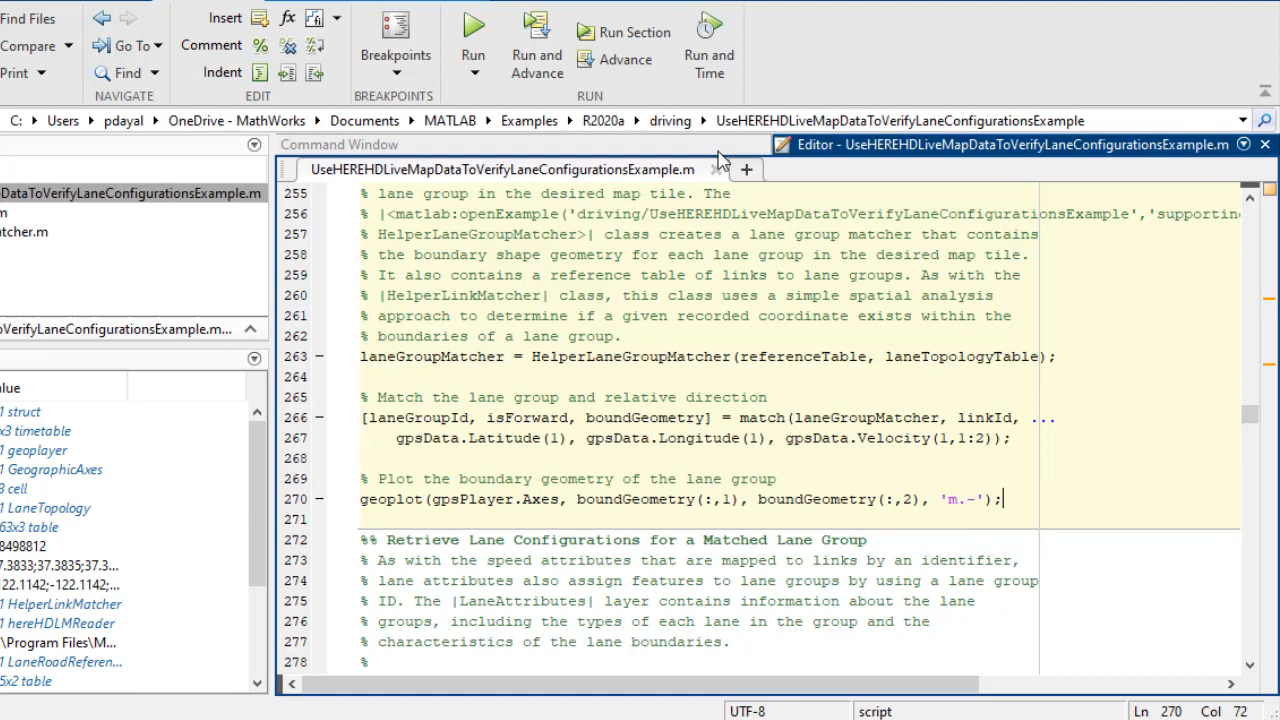 Find Files
Insert
fx
Compare
Go To
Comment
%
Breakpoints
Run
Run and
Advance
Run Section
Advance
Run and
Time
Print
Find
Indent
NAVIGATE
EDIT
BREAKPOINTS
RUN
C: Users pdayal OneDrive - MathWorks Documents MATLAB Examples R2020a driving UseHEREHDLiveMapDataToVerifyLaneConfigurationsExample
Command Window
Editor - UseHEREHDLiveMapDataToVerifyLaneConfigurationsExample.m
UseHEREHDLiveMapDataToVerifyLaneConfigurationsExample.m
DataToVerifyLaneConfigurationsExample.m
m
atcher.m
oVerifyLaneConfigurationsExample.m...
alue
1 struct
x3 timetable
1 geoplayer
1 GeographicAxes
3 cell
1 LaneTopology
63x3 table
8498812
7.3833;37.3835;37.3...
122.1142;-122.1142;...
1 HelperLinkMatcher
1 hereHDLMReader
\Program Files\M...
1 LaneRoadReferen...
5x2 table
255 % lane group in the desired map tile. The
256 % |<matlab:openExample('driving/UseHEREHDLiveMapDataToVerifyLaneConfigurationsExample','supportin
257 % HelperLaneGroupMatcher>| class creates a lane group matcher that contains
258 % the boundary shape geometry for each lane group in the desired map tile.
259 % It also contains a reference table of links to lane groups. As with the
260 % |HelperLinkMatcher| class, this class uses a simple spatial analysis
261 % approach to determine if a given recorded coordinate exists within the
262 % boundaries of a lane group.
263 - laneGroupMatcher = HelperLaneGroupMatcher(referenceTable, laneTopologyTable);
264
265 % Match the lane group and relative direction
266 - [laneGroupId, isForward, boundGeometry] = match(laneGroupMatcher, linkId, ...
267 gpsData.Latitude(1), gpsData.Longitude(1), gpsData.Velocity(1,1:2));
268
269 % Plot the boundary geometry of the lane group
270 - geoplot(gpsPlayer.Axes, boundGeometry(:,1), boundGeometry(:,2), 'm.-');
271
272 %% Retrieve Lane Configurations for a Matched Lane Group
273 % As with the speed attributes that are mapped to links by an identifier,
274 % lane attributes also assign features to lane groups by using a lane group
275 % ID. The |LaneAttributes| layer contains information about the lane
276 % groups, including the types of each lane in the group and the
277 % characteristics of the lane boundaries.
278 %
UTF-8
script
Ln 270 Col 72